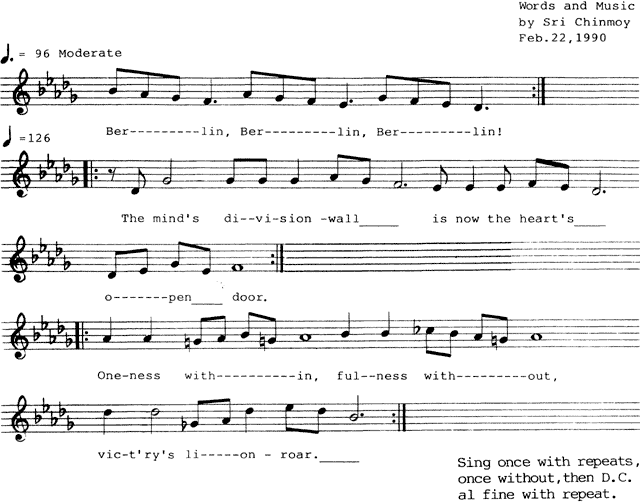 Words and Music
by Sri Chinmoy
Feb.22,1990
♩. = 96 Moderate
Ber---------lin, Ber----------lin, Ber----------lin!
♩ =126
The mind's di--vi-sion -wall____ is now the heart's____
o-------pen____ door.
One-ness with----------in, ful--ness with---------out,
vic-t'ry's li-----on - roar._____
Sing once with repeats,
once without,then D.C.
al fine with repeat.